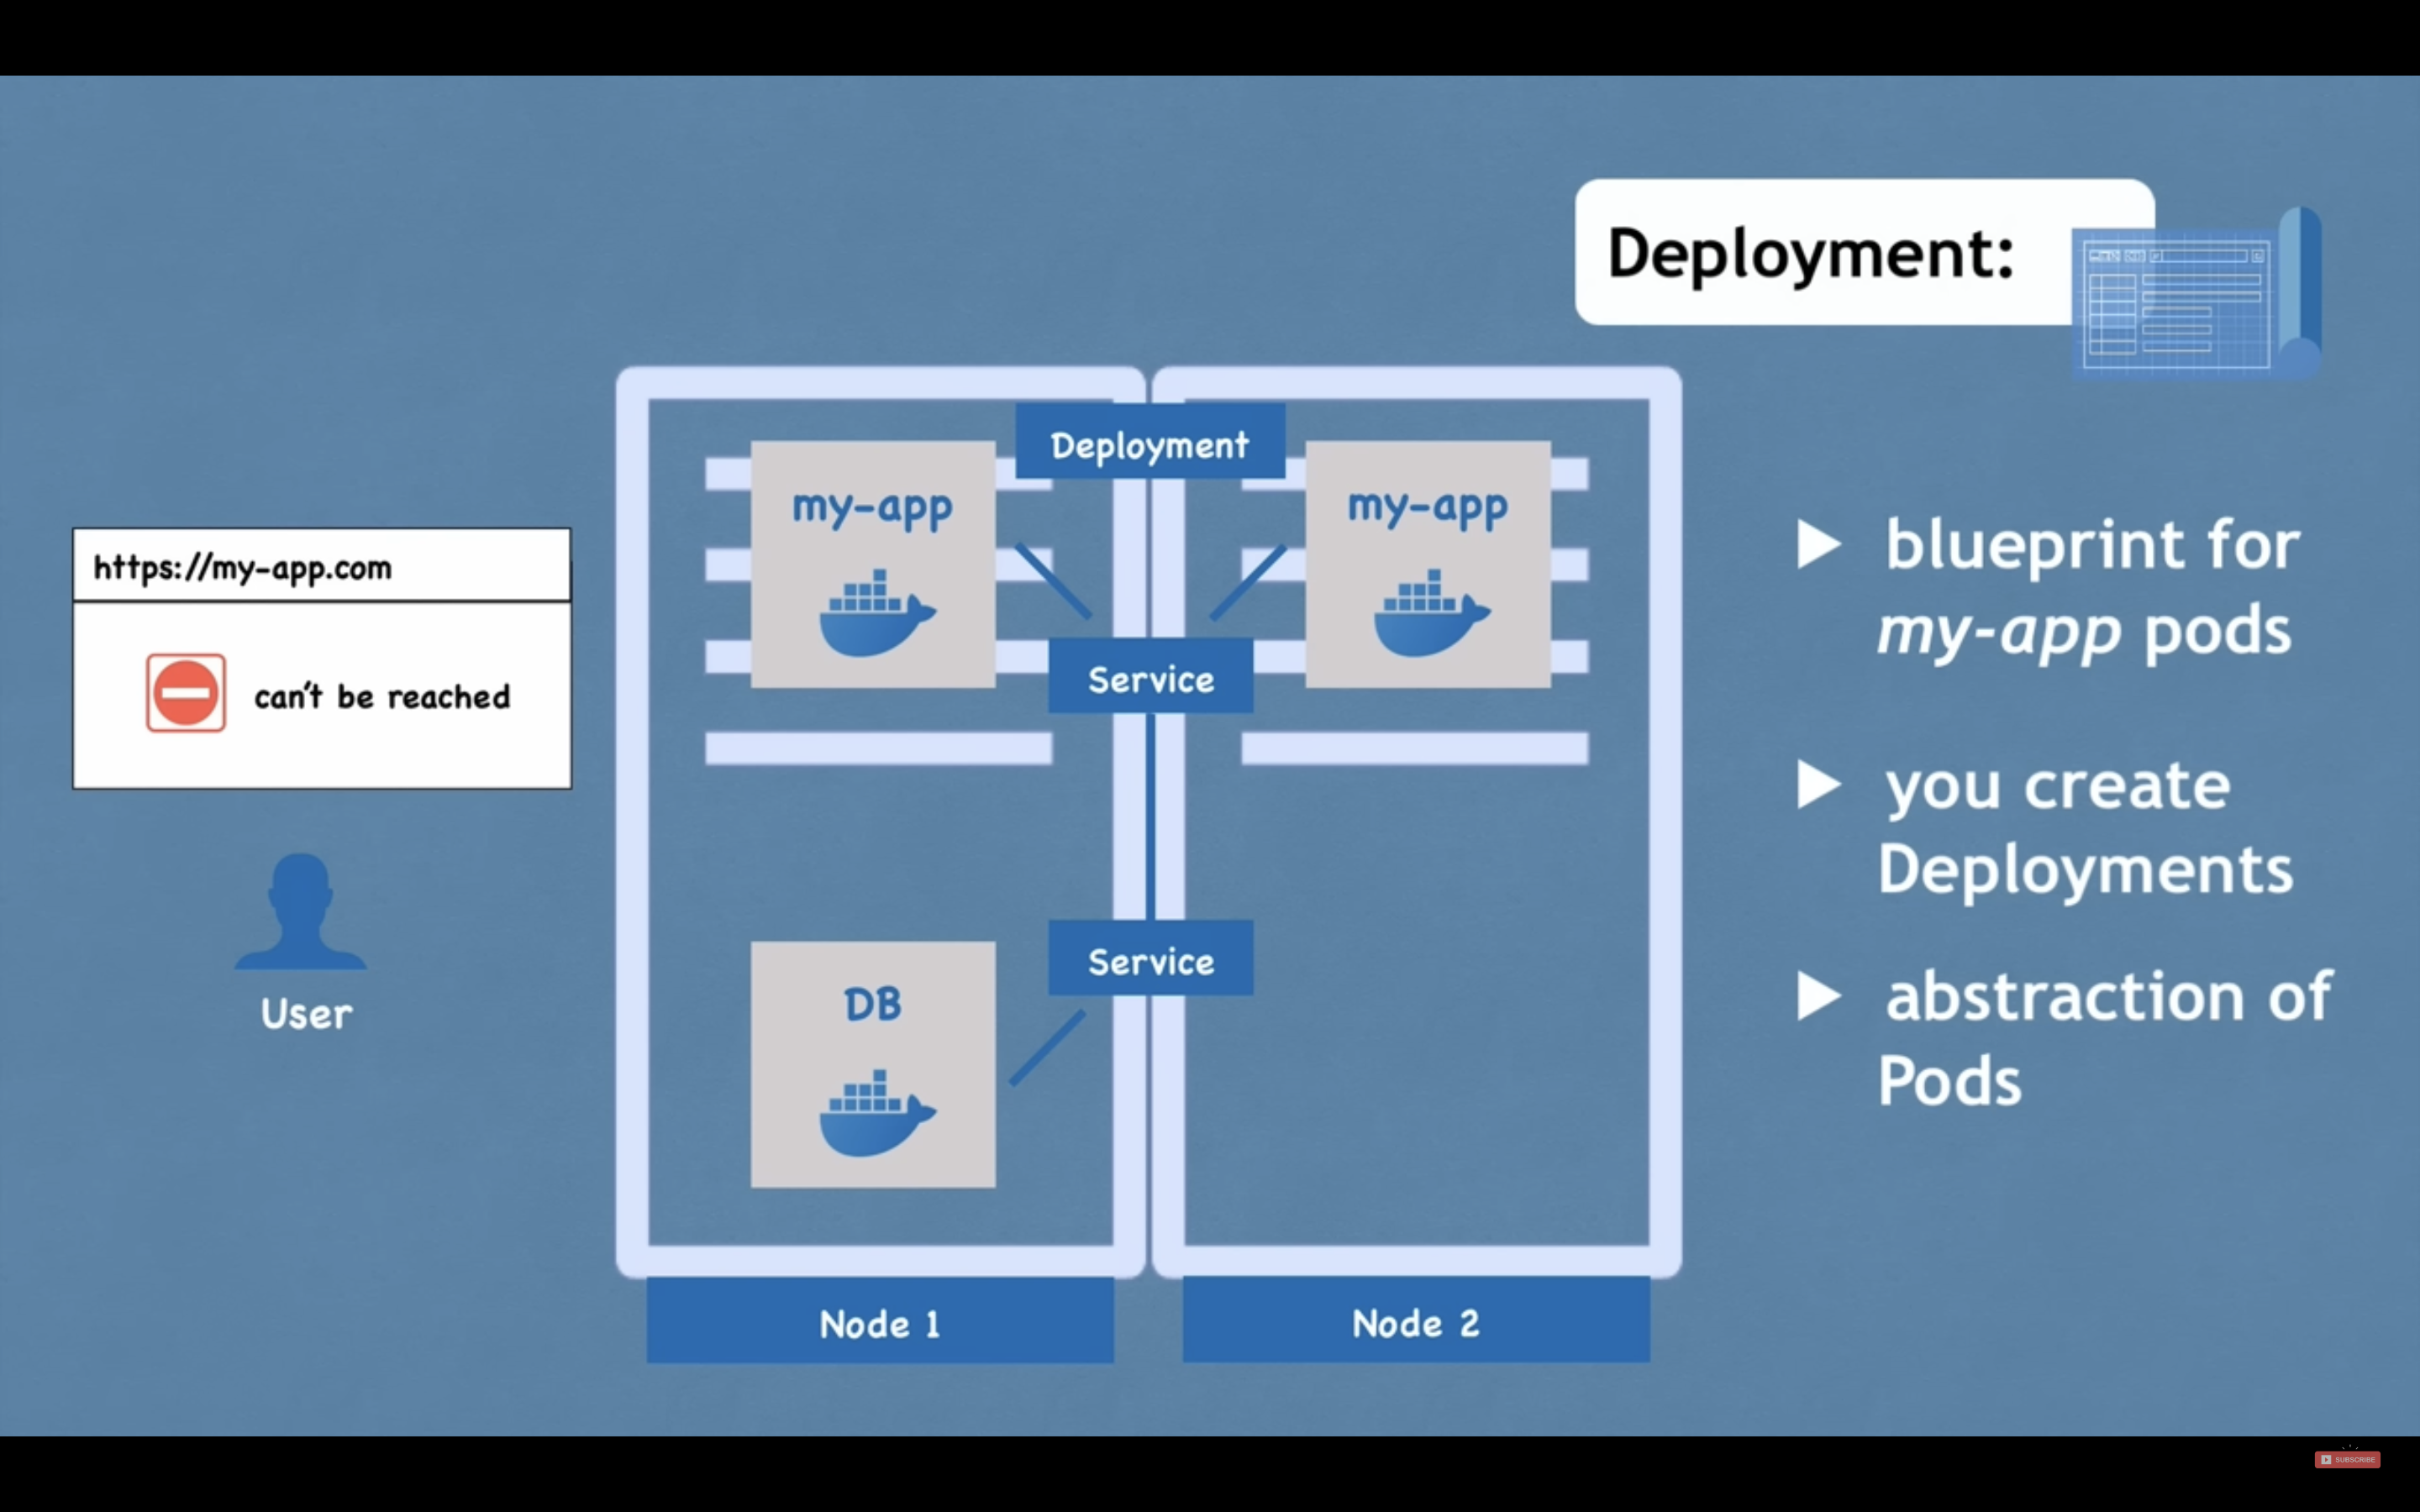 Deployment:
https://my-app.com
can't be reached
User
Deployment
my-app
my-app
Service
Service
DB
Node 1
Node 2
blueprint for
my-app pods
you create
Deployments
abstraction of
Pods
SUBSCRIBE